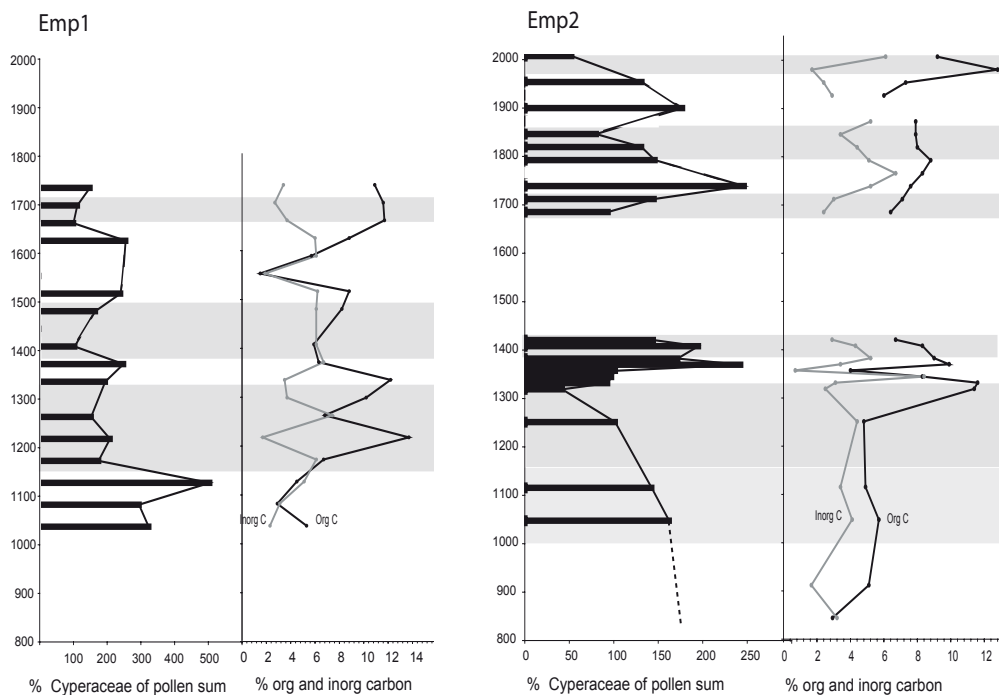 Emp1
2000
1900
1800
1700
1600
1500
1400
1300
1200
1100
1000
900
800
Inorg C
Org C
100 200 300 400 500
0 2 4 6 8 10 12 14
% Cyperaceae of pollen sum
% org and inorg carbon
Emp2
2000
1900
1800
1700
1600
1500
1400
1300
1200
1100
1000
900
800
Inorg C
Org C
0 50 100 150 200 250
0 2 4 6 8 10 12
% Cyperaceae of pollen sum
% org and inorg carbon